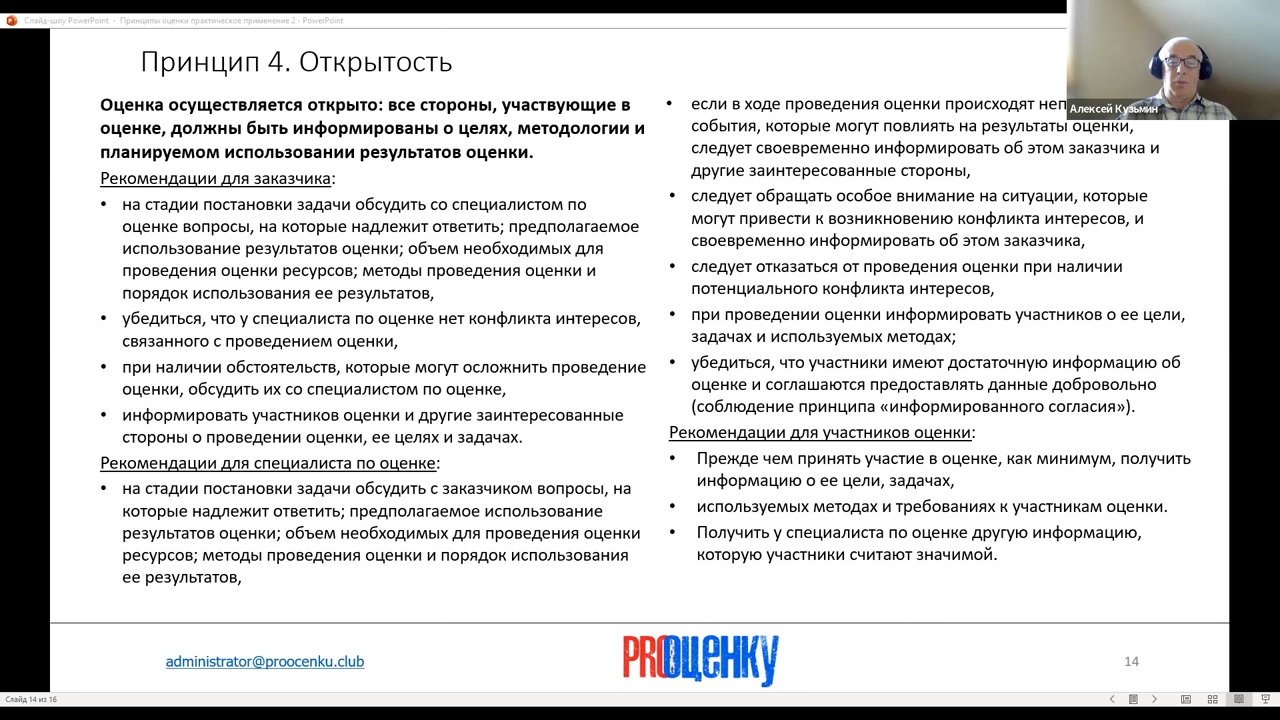 Слайд-шоу PowerPoint - Принципы оценки практическое применение 2 - PowerPoint
Принцип 4. Открытость
Оценка осуществляется открыто: все стороны, участвующие в
оценке, должны быть информированы о целях, методологии и
планируемом использовании результатов оценки.
Рекомендации для заказчика:
• на стадии постановки задачи обсудить со специалистом по
оценке вопросы, на которые надлежит ответить; предполагаемое
использование результатов оценки; объем необходимых для
проведения оценки ресурсов; методы проведения оценки и
порядок использования ее результатов,
• убедиться, что у специалиста по оценке нет конфликта интересов,
связанного с проведением оценки,
• при наличии обстоятельств, которые могут осложнить проведение
оценки, обсудить их со специалистом по оценке,
• информировать участников оценки и другие заинтересованные
стороны о проведении оценки, ее целях и задачах.
Рекомендации для специалиста по оценке:
• на стадии постановки задачи обсудить с заказчиком вопросы, на
которые надлежит ответить; предполагаемое использование
результатов оценки; объем необходимых для проведения оценки
ресурсов; методы проведения оценки и порядок использования
ее результатов,
• если в ходе проведения оценки происходят
события, которые могут повлиять на результаты оценки,
следует своевременно информировать об этом заказчика и
другие заинтересованные стороны,
• следует обращать особое внимание на ситуации, которые
могут привести к возникновению конфликта интересов, и
своевременно информировать об этом заказчика,
• следует отказаться от проведения оценки при наличии
потенциального конфликта интересов,
• при проведении оценки информировать участников о ее цели,
задачах и используемых методах;
• убедиться, что участники имеют достаточную информацию об
оценке и соглашаются предоставлять данные добровольно
(соблюдение принципа «информированного согласия»).
Рекомендации для участников оценки:
• Прежде чем принять участие в оценке, как минимум, получить
информацию о ее цели, задачах,
• используемых методах и требованиях к участникам оценки.
• Получить у специалиста по оценке другую информацию,
которую участники считают значимой.
Алексей Кузьмин
administrator@proocenku.club
PROОЦЕНКУ
14
Слайд 14 из 16